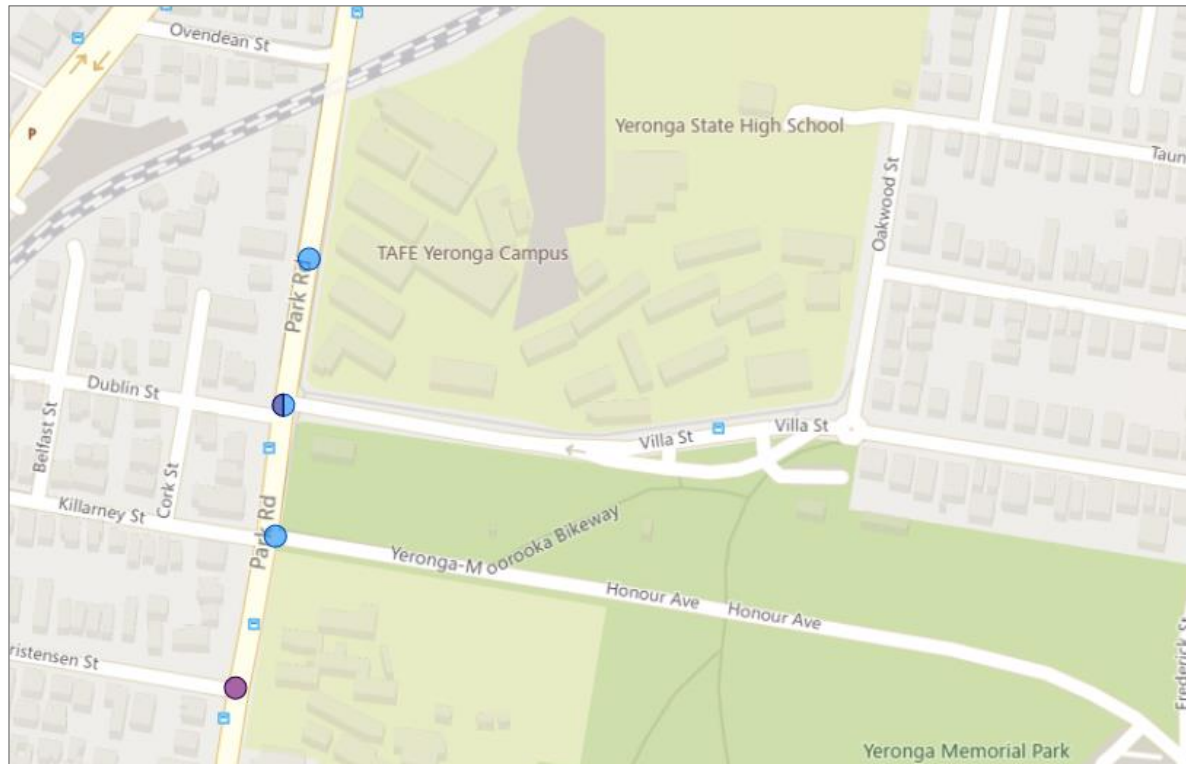 Ovendean St
P
Yeronga State High School
Taun
Oakwood St
TAFE Yeronga Campus
Park Rd
Dublin St
Belfast St
Cork St
Villa St
Villa St
Killarney St
Park Rd
Yeronga-Moorooka Bikeway
Honour Ave
Honour Ave
Frederick St
ristensen St
Yeronga Memorial Park